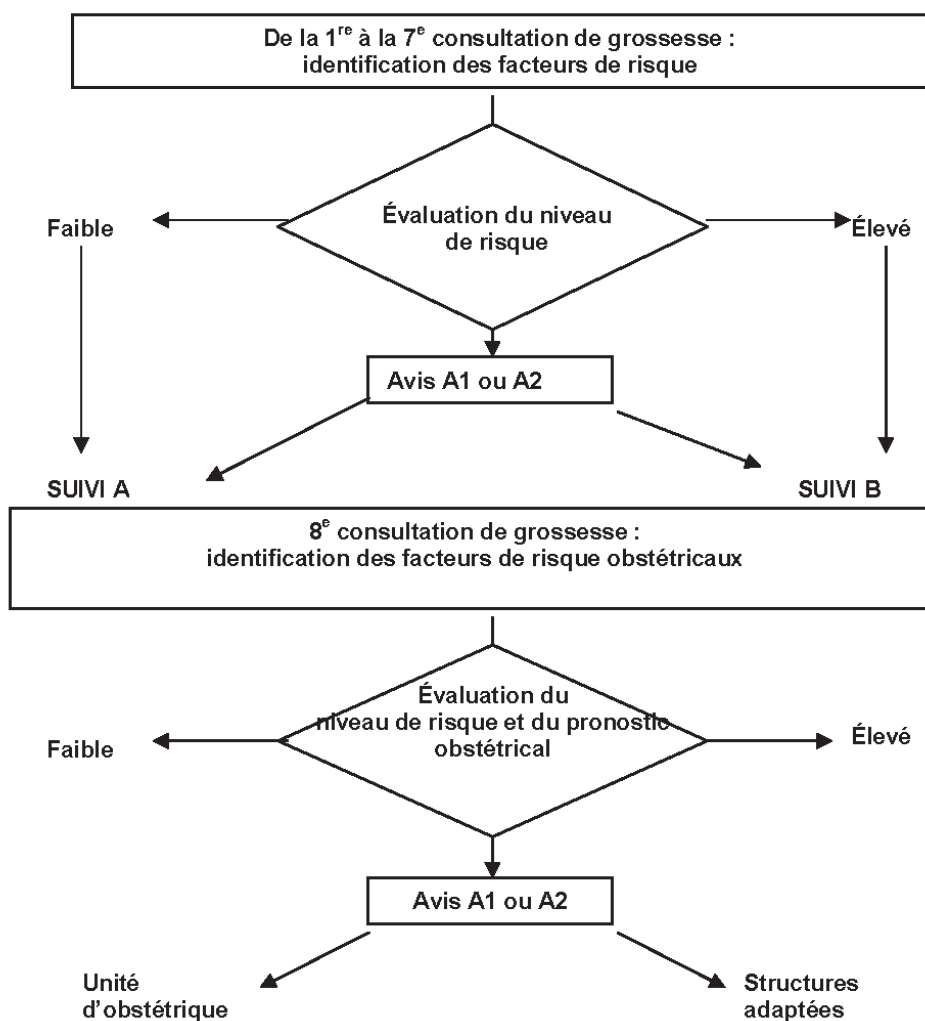 De la 1re à la 7e consultation de grossesse :
identification des facteurs de risque
Évaluation du niveau
de risque
Faible
Élevé
Avis A1 ou A2
SUIVI A
SUIVI B
8e consultation de grossesse :
identification des facteurs de risque obstétricaux
Évaluation du
niveau de risque et du pronostic
obstétrical
Faible
Élevé
Avis A1 ou A2
Unité
d'obstétrique
Structures
adaptées